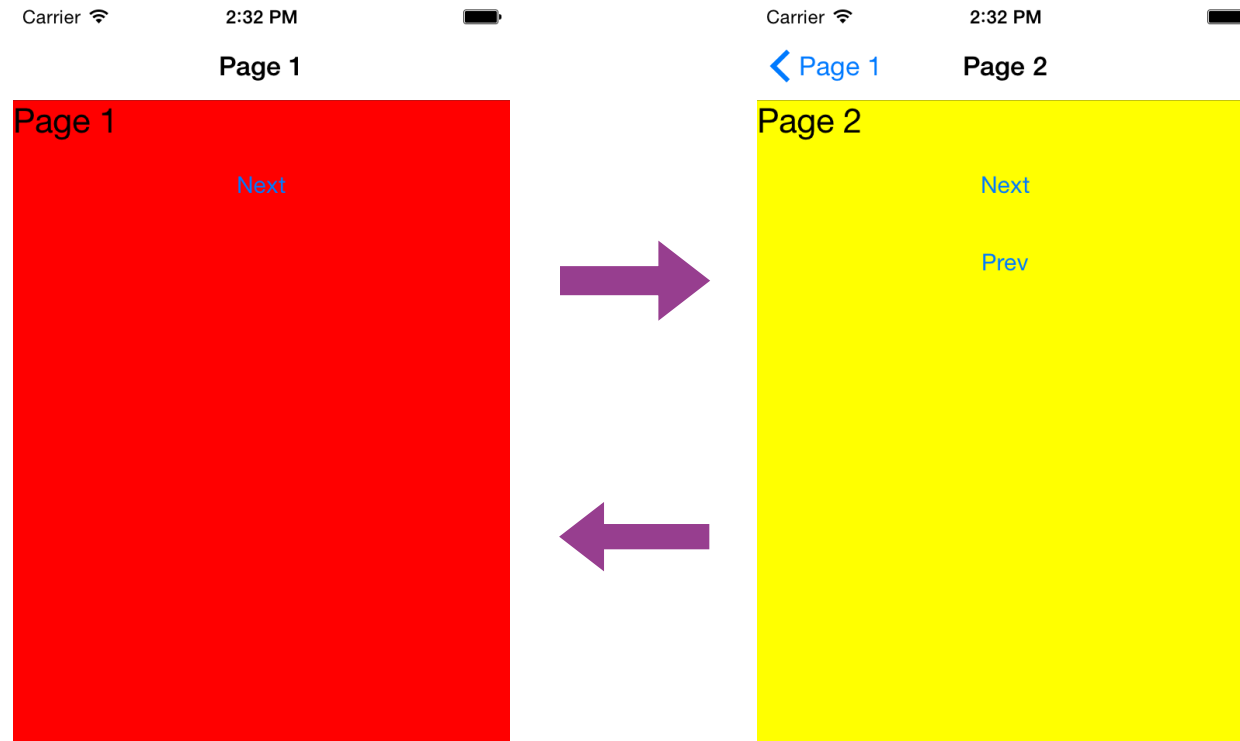 Carrier 2:32 PM
Page 1
Page 1
Next
Carrier 2:32 PM
Page 1 Page 2
Page 2
Next
Prev